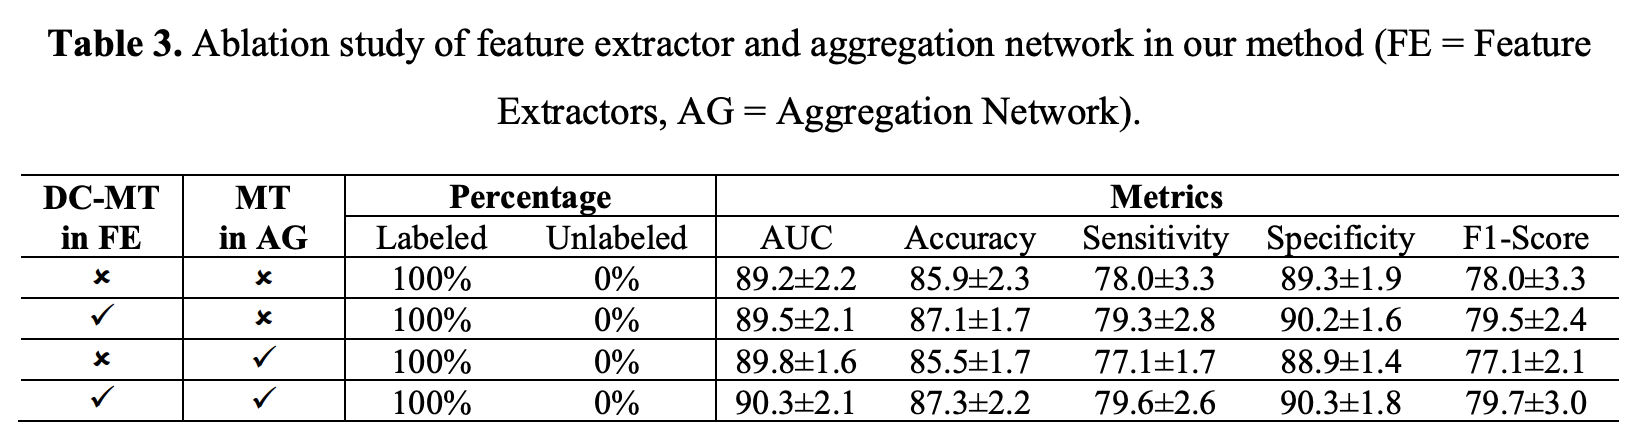 Table 3. Ablation study of feature extractor and aggregation network in our method (FE = Feature
Extractors, AG = Aggregation Network).
DC-MT in FE MT in AG Percentage Metrics
Labeled Unlabeled AUC Accuracy Sensitivity Specificity F1-Score
✗ ✗ 100% 0% 89.2±2.2 85.9±2.3 78.0±3.3 89.3±1.9 78.0±3.3
✓ ✗ 100% 0% 89.5±2.1 87.1±1.7 79.3±2.8 90.2±1.6 79.5±2.4
✗ ✓ 100% 0% 89.8±1.6 85.5±1.7 77.1±1.7 88.9±1.4 77.1±2.1
✓ ✓ 100% 0% 90.3±2.1 87.3±2.2 79.6±2.6 90.3±1.8 79.7±3.0